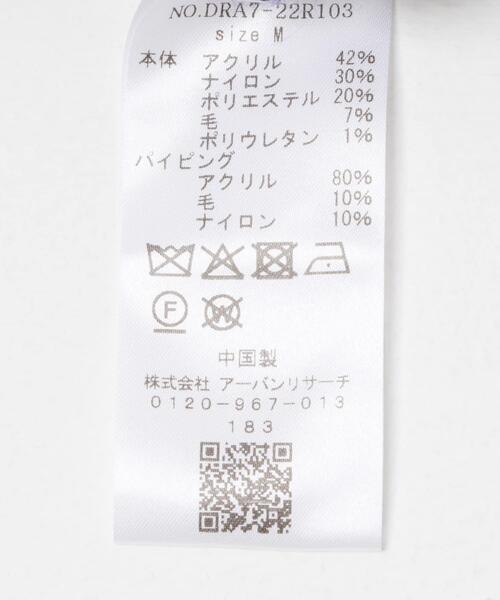 NO.DRA7-22R103
size M
本体 アクリル 42%
ナイロン 30%
ポリエステル 20%
毛 7%
ポリウレタン 1%
パイピング
アクリル 80%
毛 10%
ナイロン 10%
F W
中国製
株式会社 アーバンリサーチ
0120-967-013
183